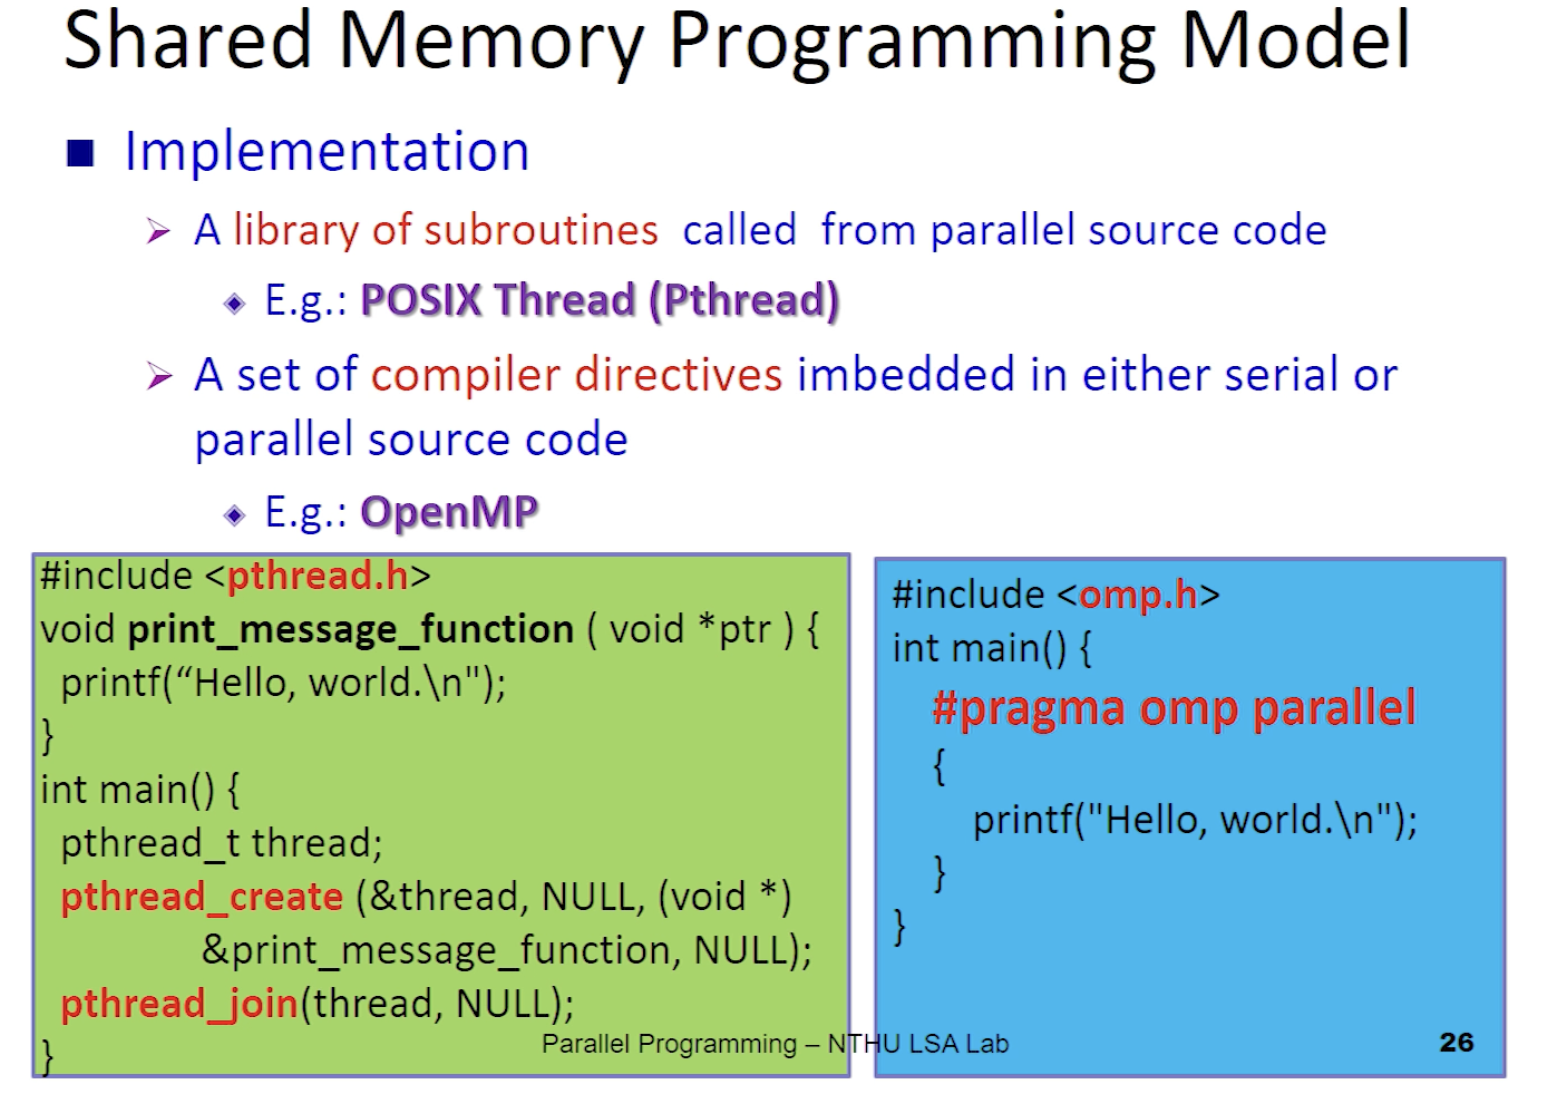 Shared Memory Programming Model
Implementation
A library of subroutines called from parallel source code
E.g.: POSIX Thread (Pthread)
A set of compiler directives imbedded in either serial or
parallel source code
E.g.: OpenMP
#include <pthread.h>
void print_message_function ( void *ptr ) {
printf(“Hello, world.\n");
}
int main() {
pthread_t thread;
pthread_create (&thread, NULL, (void *)
&print_message_function, NULL);
pthread_join(thread, NULL);
}
#include <omp.h>
int main() {
#pragma omp parallel
{
printf("Hello, world.\n");
}
}
Parallel Programming – NTHU LSA Lab
26